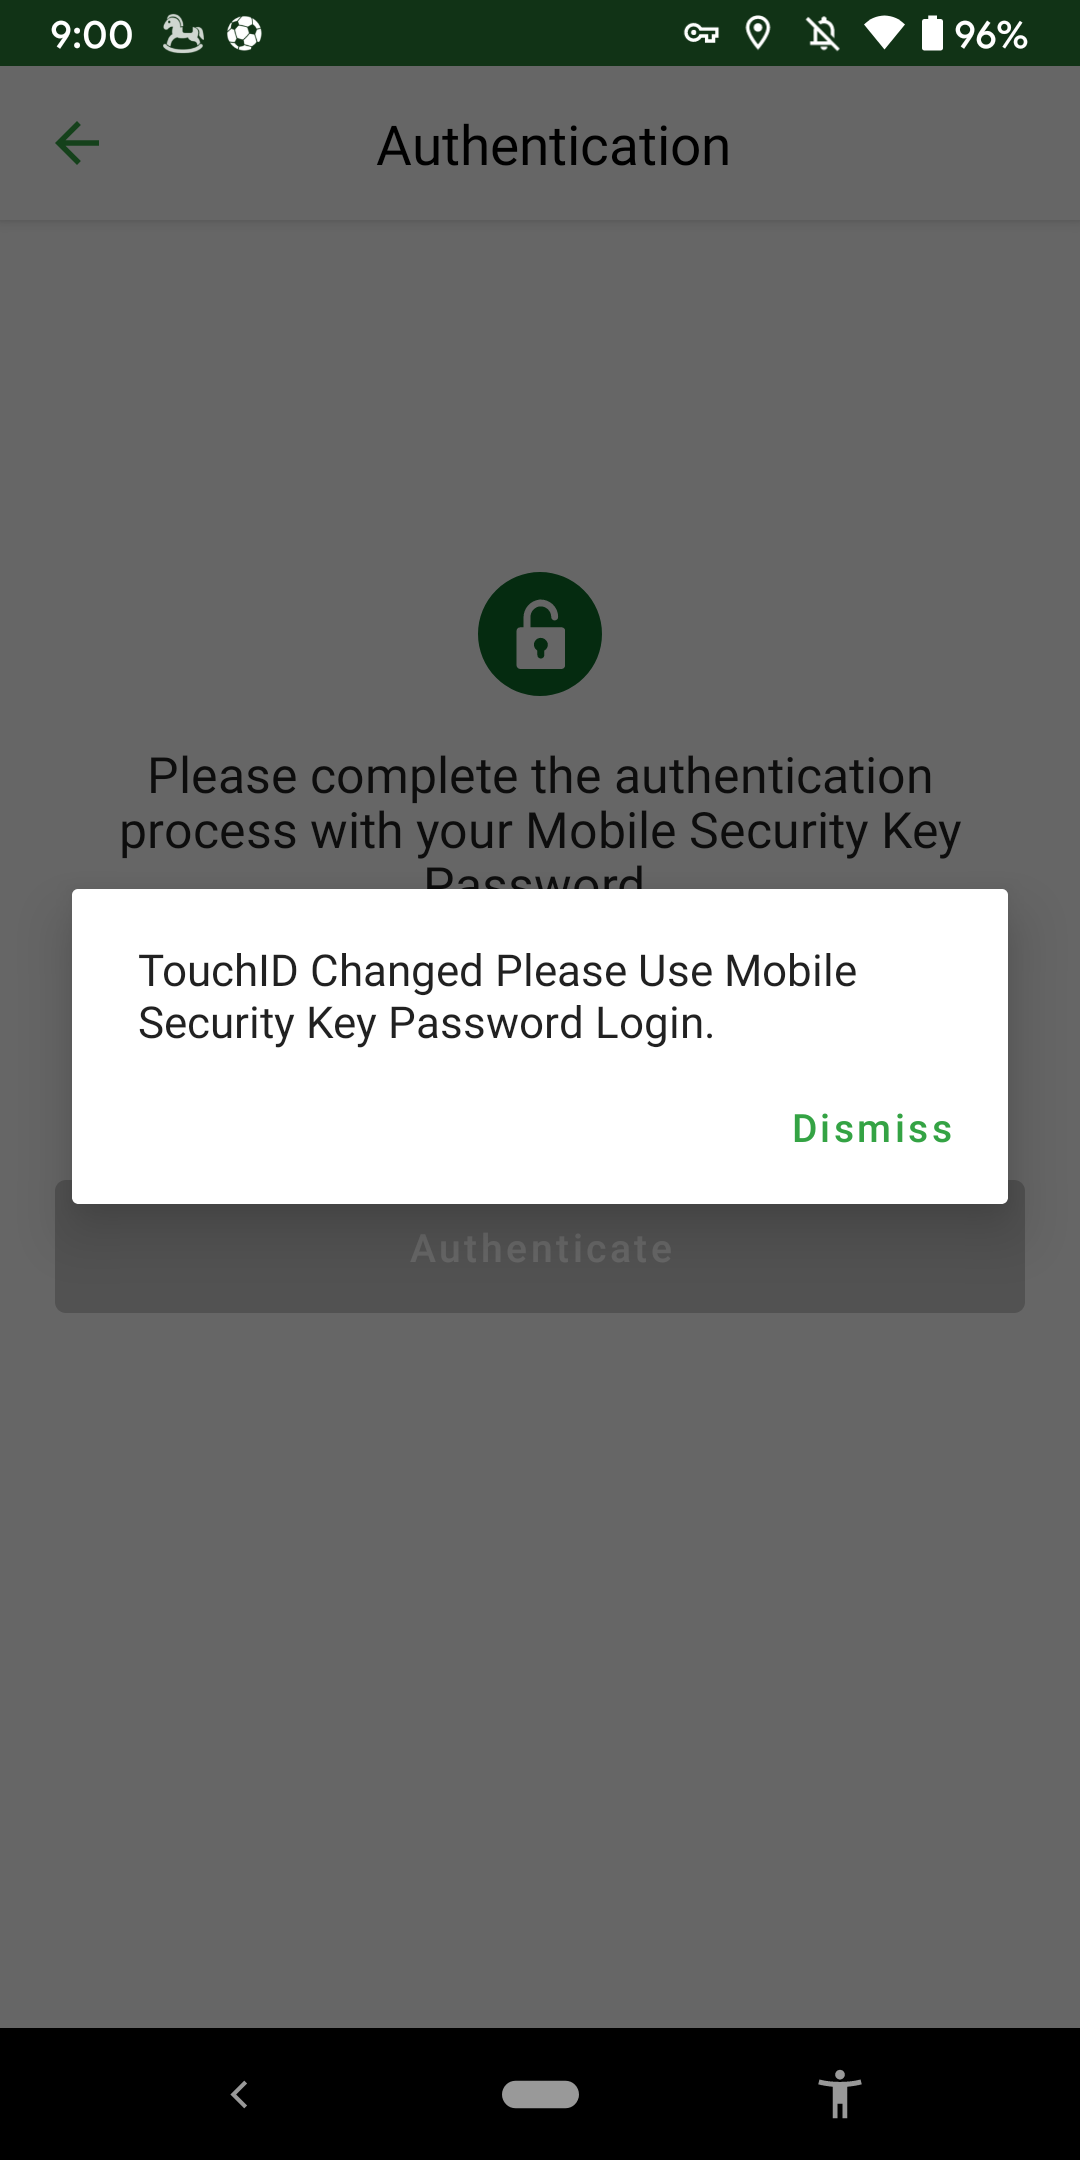 9:00
96%
Authentication
Please complete the authentication
process with your Mobile Security Key
Password
TouchID Changed Please Use Mobile
Security Key Password Login.
Dismiss
Authenticate